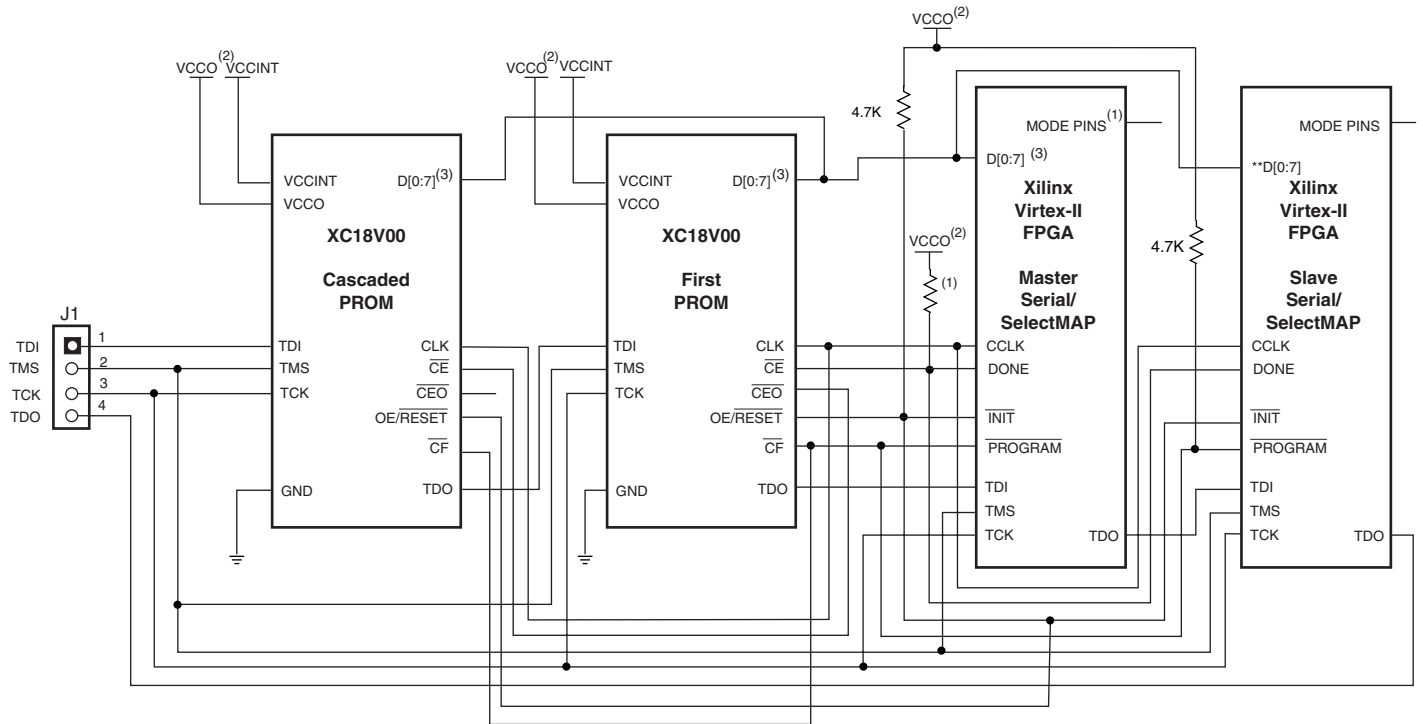 VCCO(2)
VCCO(2) VCCINT
VCCO(2) VCCINT
4.7K
MODE PINS(1)
MODE PINS
VCCINT
D[0:7](3)
VCCO
XC18V00
Cascaded
PROM
VCCINT
D[0:7](3)
VCCO
XC18V00
First
PROM
D[0:7](3)
Xilinx
Virtex-II
FPGA
Master
Serial/
SelectMAP
**D[0:7]
Xilinx
Virtex-II
FPGA
Slave
Serial/
SelectMAP
VCCO(2)
(1)
4.7K
J1
TDI
TMS
TCK
TDO
1
2
3
4
TDI
TMS
TCK
GND
CLK
CE
CEO
OE/RESET
CF
TDO
TDI
TMS
TCK
GND
CLK
CE
CEO
OE/RESET
CF
TDO
CCLK
DONE
INIT
PROGRAM
TDI
TMS
TCK
TDO
CCLK
DONE
INIT
PROGRAM
TDI
TMS
TCK
TDO